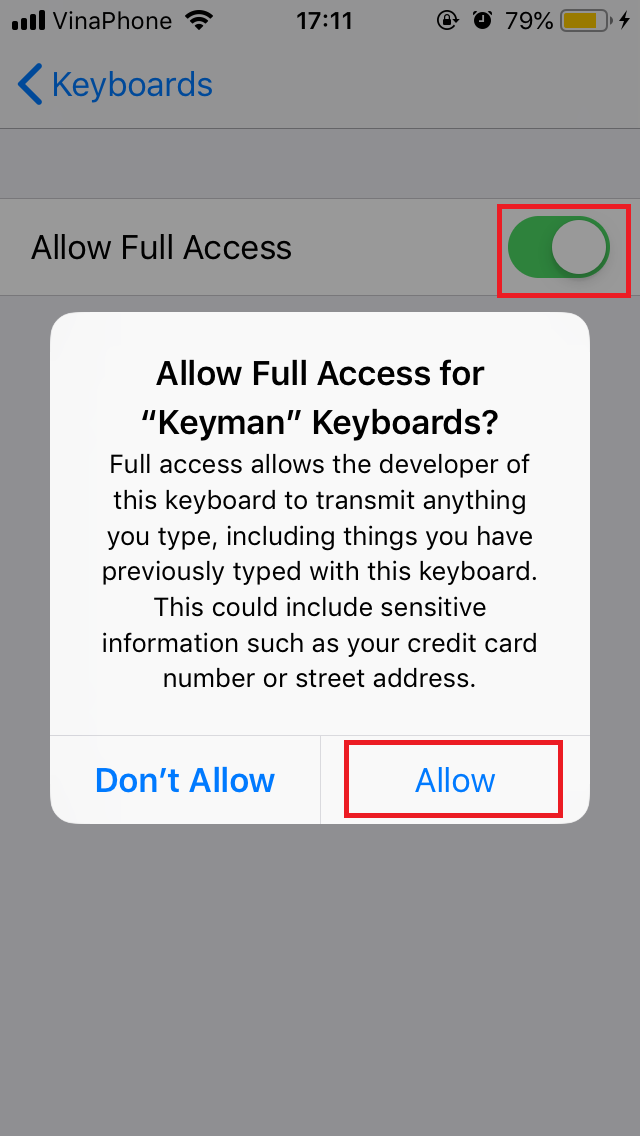 VinaPhone 17:11 79%
Keyboards
Allow Full Access
Allow Full Access for
“Keyman” Keyboards?
Full access allows the developer of
this keyboard to transmit anything
you type, including things you have
previously typed with this keyboard.
This could include sensitive
information such as your credit card
number or street address.
Don’t Allow
Allow